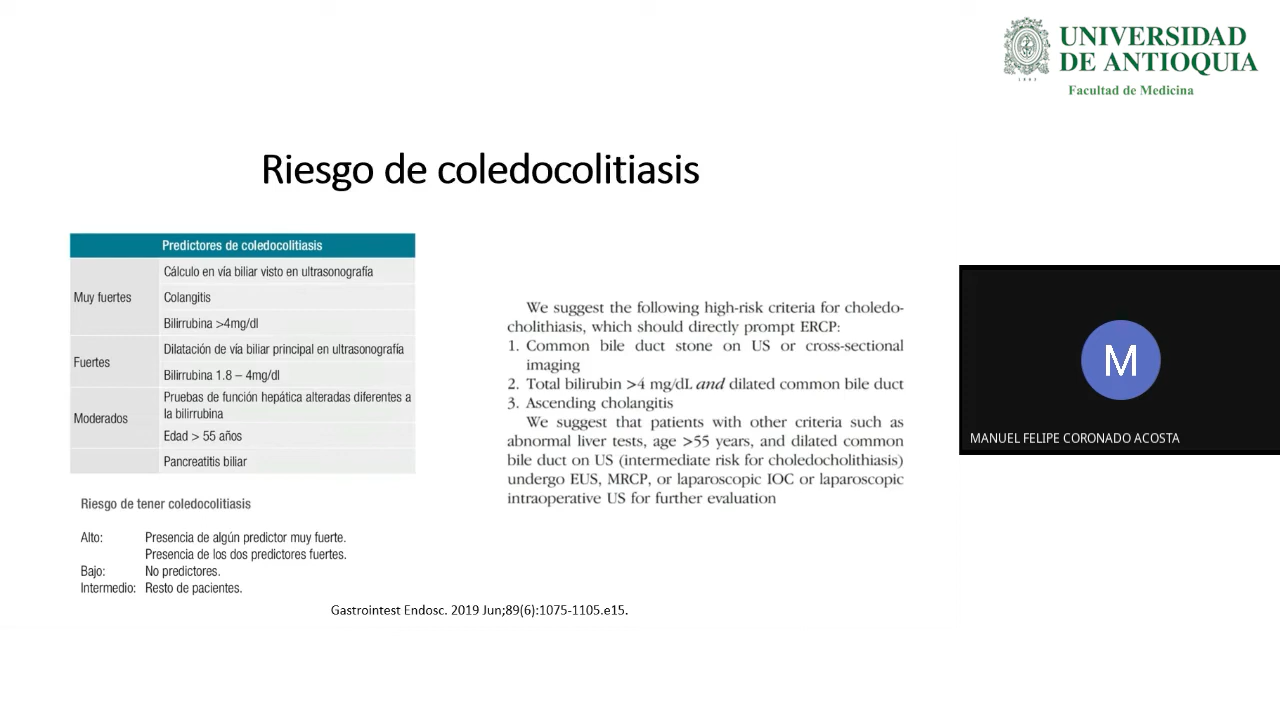 UNIVERSIDAD
DE ANTIOQUIA
1803
Facultad de Medicina
Riesgo de coledocolitiasis
Predictores de coledocolitiasis
Muy fuertes
Cálculo en vía biliar visto en ultrasonografía
Colangitis
Bilirrubina >4mg/dl
Fuertes
Dilatación de vía biliar principal en ultrasonografía
Bilirrubina 1.8 – 4mg/dl
Moderados
Pruebas de función hepática alteradas diferentes a
la bilirrubina
Edad > 55 años
Pancreatitis biliar
Riesgo de tener coledocolitiasis
Alto: Presencia de algún predictor muy fuerte.
Presencia de los dos predictores fuertes.
Bajo: No predictores.
Intermedio: Resto de pacientes.
We suggest the following high-risk criteria for choledo-
cholithiasis, which should directly prompt ERCP:
1. Common bile duct stone on US or cross-sectional
imaging
2. Total bilirubin >4 mg/dL and dilated common bile duct
3. Ascending cholangitis
We suggest that patients with other criteria such as
abnormal liver tests, age >55 years, and dilated common
bile duct on US (intermediate risk for choledocholithiasis)
undergo EUS, MRCP, or laparoscopic IOC or laparoscopic
intraoperative US for further evaluation
Gastrointest Endosc. 2019 Jun;89(6):1075-1105.e15.
M
MANUEL FELIPE CORONADO ACOSTA